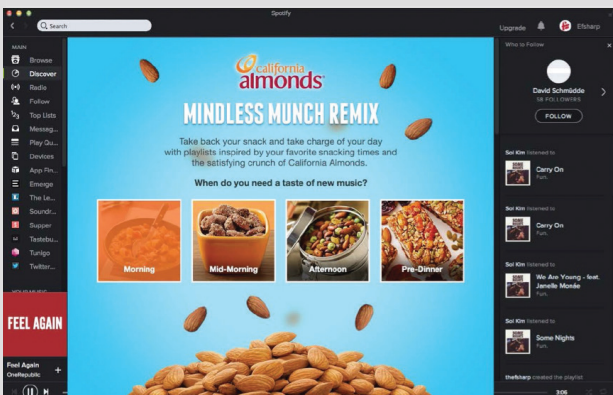 Spotify
Search
Upgrade
Efsharp
MAIN
Browse
Discover
Radio
Follow
Top Lists
Messag...
Play Qu...
Devices
App Fin...
Emerge
The Le...
Soundr...
Supper
Tastebu...
Tunigo
Twitter...
YOUR MUSIC
FEEL AGAIN
Feel Again
OneRepublic
california
almonds
MINDLESS MUNCH REMIX
Take back your snack and take charge of your day
with playlists inspired by your favorite snacking times and
the satisfying crunch of California Almonds.
When do you need a taste of new music?
Morning
Mid-Morning
Afternoon
Pre-Dinner
Who to Follow
David Schmüdde
58 FOLLOWERS
FOLLOW
Sol Kim listened to
Carry On
Fun.
Sol Kim listened to
Carry On
Fun.
Sol Kim listened to
We Are Young - feat.
Janelle Monáe
Fun.
Sol Kim listened to
Some Nights
Fun.
thefsharp created the playlist
3:06